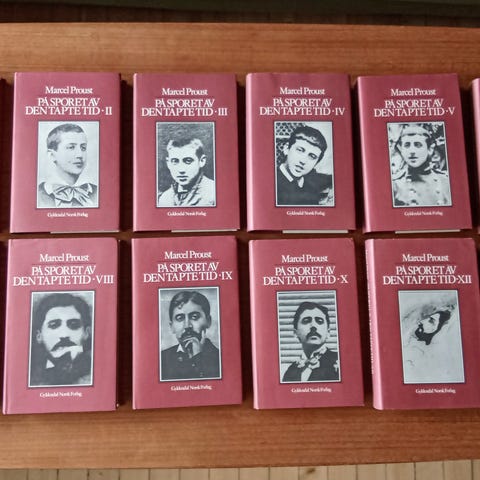 Marcel Proust
PÅ SPORET AV
DEN TAPTE TID · II
Gyldendal Norsk Forlag
Marcel Proust
PÅ SPORET AV
DEN TAPTE TID · III
Gyldendal Norsk Forlag
Marcel Proust
PÅ SPORET AV
DEN TAPTE TID · IV
Gyldendal Norsk Forlag
Marcel Proust
PÅ SPORET AV
DEN TAPTE TID · V
Gyldendal Norsk Forlag
Marcel Proust
PÅ SPORET AV
DEN TAPTE TID · VIII
Gyldendal Norsk Forlag
Marcel Proust
PÅ SPORET AV
DEN TAPTE TID · IX
Gyldendal Norsk Forlag
Marcel Proust
PÅ SPORET AV
DEN TAPTE TID · X
Gyldendal Norsk Forlag
Marcel Proust
PÅ SPORET AV
DEN TAPTE TID · XII
Gyldendal Norsk Forlag